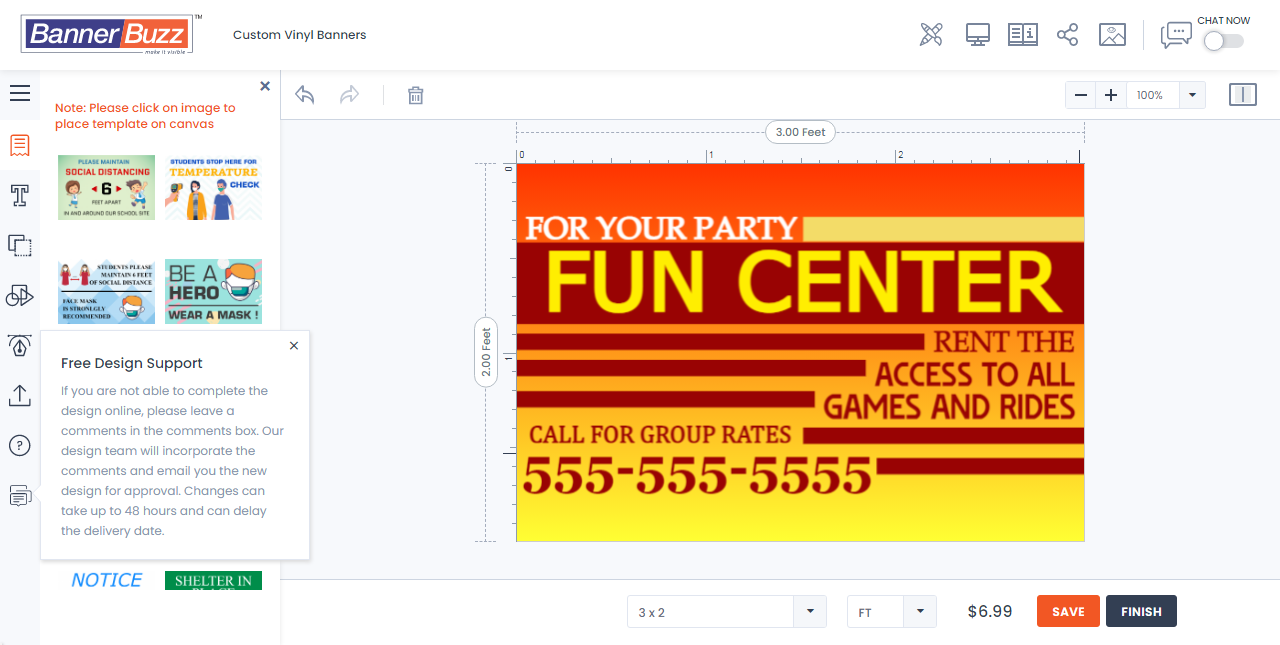 BannerBuzz™
make it visible
Custom Vinyl Banners
CHAT NOW
Note: Please click on image to
place template on canvas
100%
PLEASE MAINTAIN
SOCIAL DISTANCING
6
FEET APART
IN AND AROUND OUR SCHOOL SITE
STUDENTS STOP HERE FOR
TEMPERATURE
CHECK
STUDENTS PLEASE
MAINTAIN 6 FEET
OF SOCIAL DISTANCE
FACE MASK
IS STRONLGLY
RECOMMENDED
BE A
HERO
WEAR A MASK !
Free Design Support
If you are not able to complete the
design online, please leave a
comments in the comments box. Our
design team will incorporate the
comments and email you the new
design for approval. Changes can
take up to 48 hours and can delay
the delivery date.
NOTICE
SHELTER IN
PLACE
3.00 Feet
0
1
2
0
1
2.00 Feet
FOR YOUR PARTY
FUN CENTER
RENT THE
ACCESS TO ALL
GAMES AND RIDES
CALL FOR GROUP RATES
555-555-5555
3 x 2
FT
$6.99
SAVE
FINISH